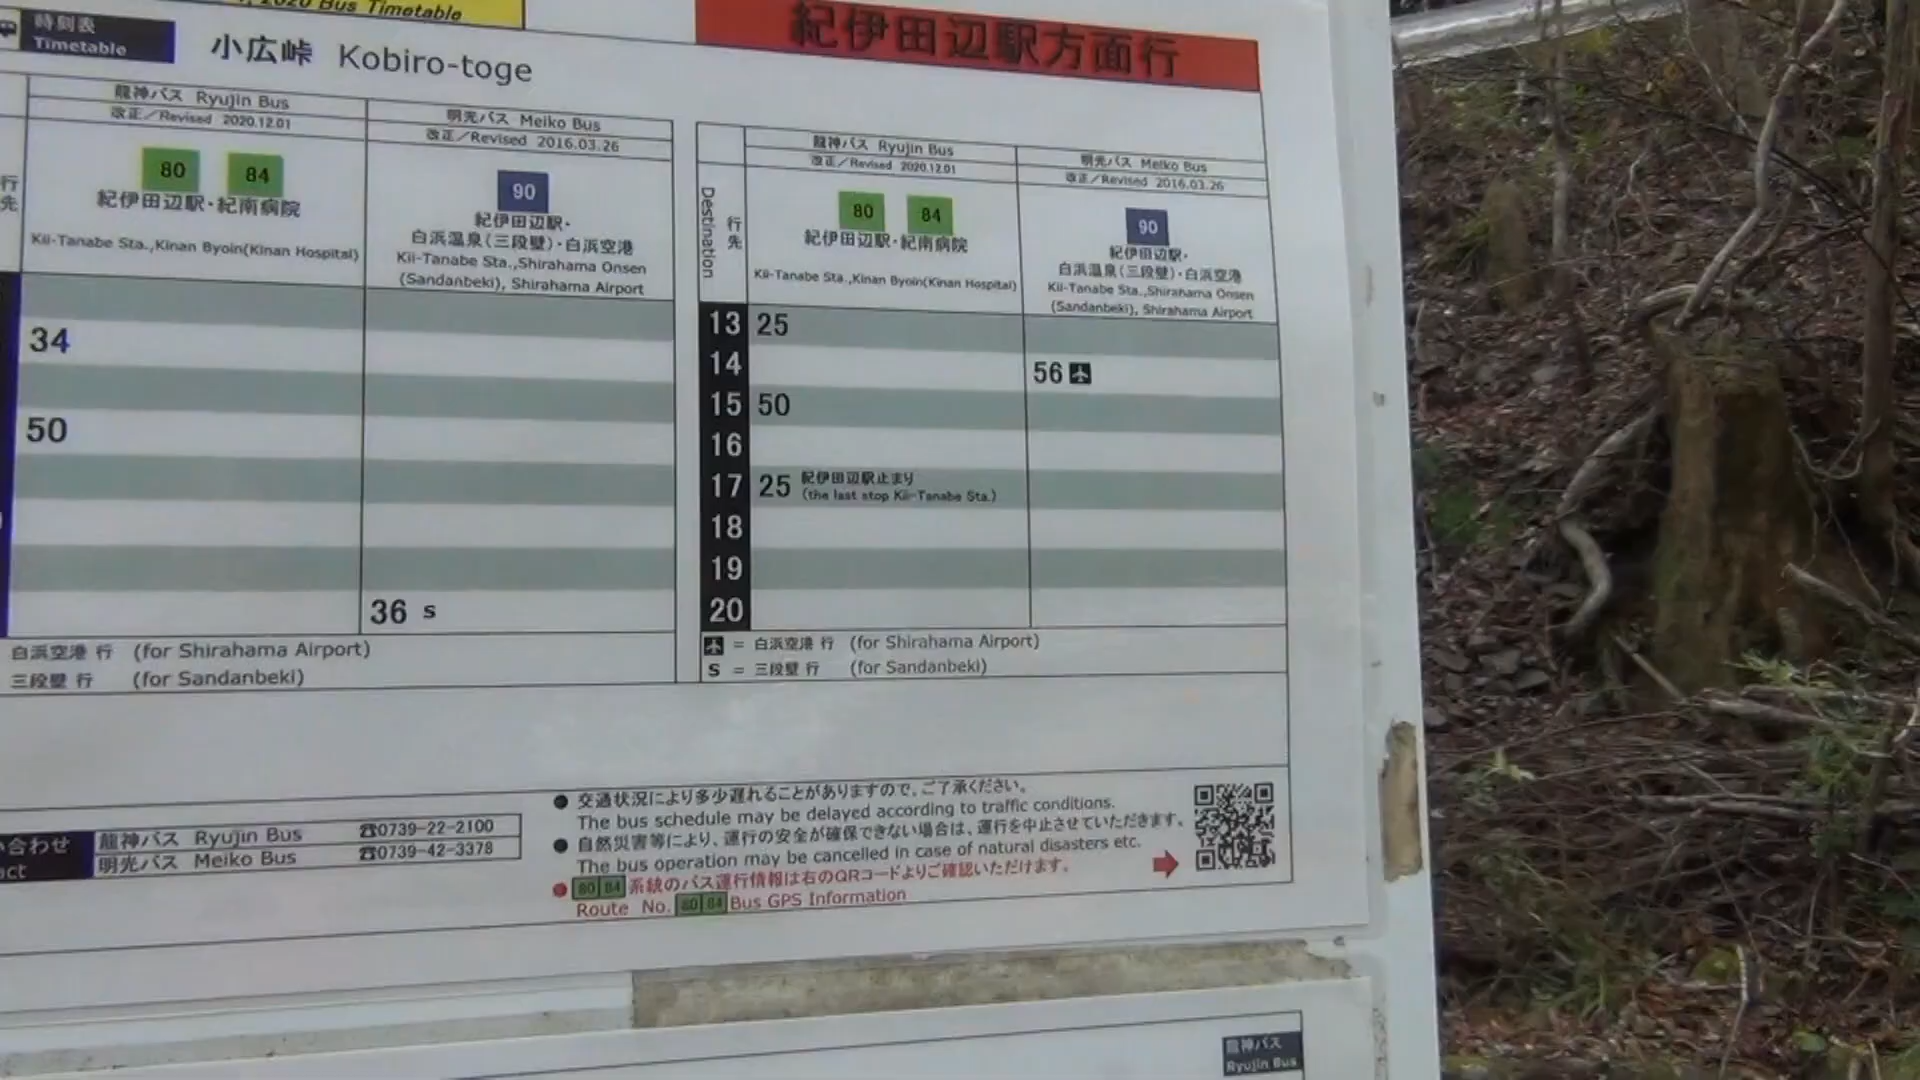 2020 Bus Timetable
時刻表
Timetable
小広峠 Kobiro-toge
紀伊田辺駅方面行
龍神バス Ryujin Bus
改正/Revised 2020.12.01
80 84
紀伊田辺駅・紀南病院
Kii-Tanabe Sta.,Kinan Byoin(Kinan Hospital)
明光バス Meiko Bus
改正/Revised 2016.03.26
90
紀伊田辺駅・
白浜温泉(三段壁)・白浜空港
Kii-Tanabe Sta.,Shirahama Onsen
(Sandanbeki), Shirahama Airport
行先
34
50
36 S
白浜空港 行 (for Shirahama Airport)
三段壁 行 (for Sandanbeki)
Destination 行先
龍神バス Ryujin Bus
改正/Revised 2020.12.01
80 84
紀伊田辺駅・紀南病院
Kii-Tanabe Sta.,Kinan Byoin(Kinan Hospital)
明光バス Meiko Bus
改正/Revised 2016.03.26
90
紀伊田辺駅・
白浜温泉(三段壁)・白浜空港
Kii-Tanabe Sta.,Shirahama Onsen
(Sandanbeki), Shirahama Airport
13 25
14 56
15 50
16
17 25 紀伊田辺駅止まり
(the last stop Kii-Tanabe Sta.)
18
19
20
= 白浜空港 行 (for Shirahama Airport)
S = 三段壁 行 (for Sandanbeki)
い合わせ
act
龍神バス Ryujin Bus ☎0739-22-2100
明光バス Meiko Bus ☎0739-42-3378
● 交通状況により多少遅れることがありますので、ご了承ください。
The bus schedule may be delayed according to traffic conditions.
● 自然災害等により、運行の安全が確保できない場合は、運行を中止させていただきます。
The bus operation may be cancelled in case of natural disasters etc.
● 80 84 系統のバス運行情報は右のQRコードよりご確認いただけます。
Route No. 80 84 Bus GPS Information
龍神バス
Ryujin Bus